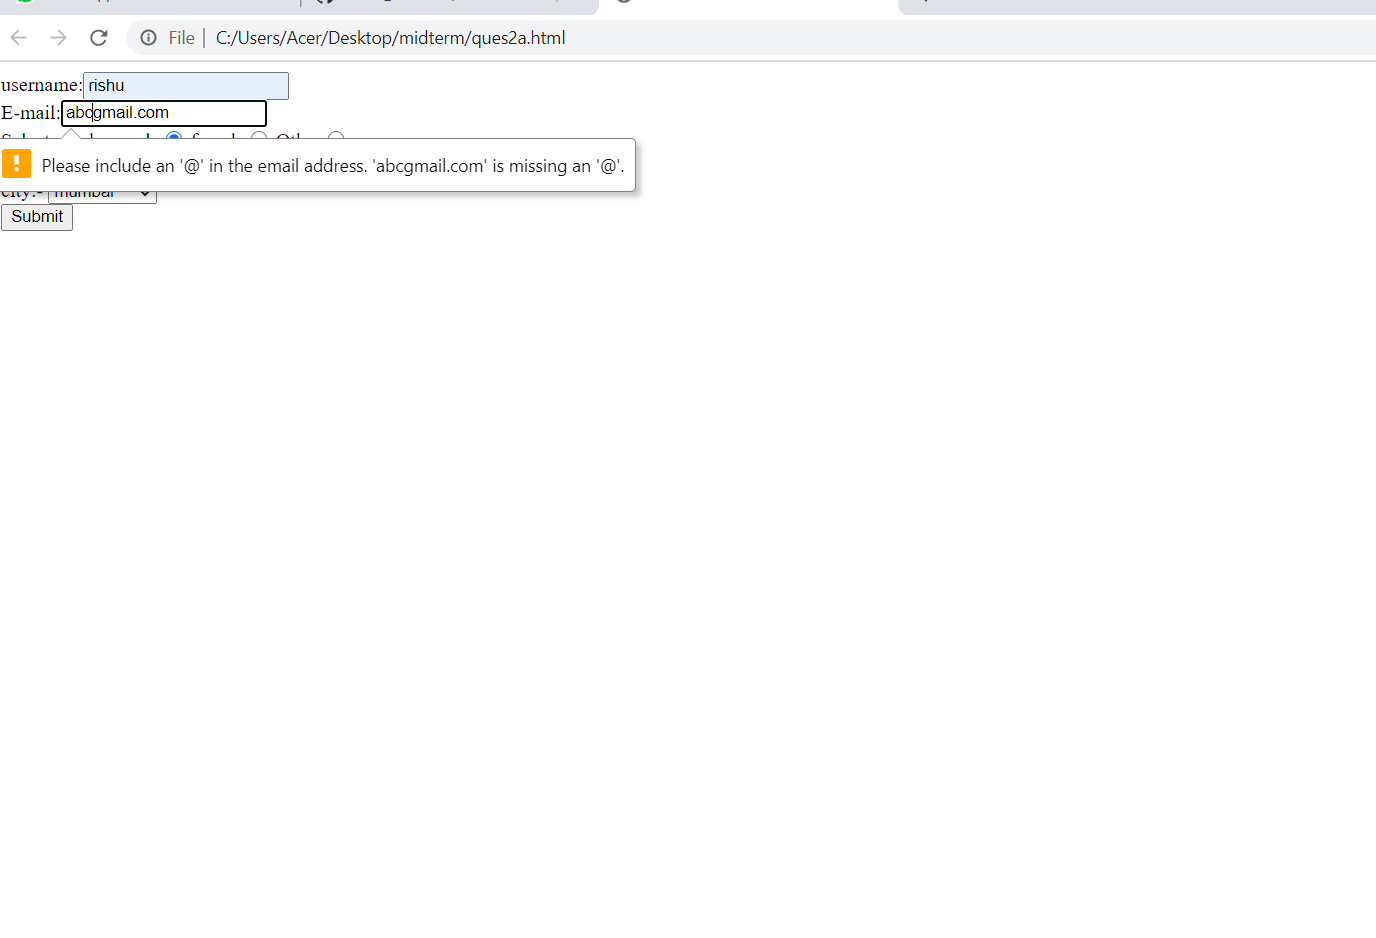 File | C:/Users/Acer/Desktop/midterm/ques2a.html
username: rishu
E-mail: abcgmail.com
Please include an '@' in the email address. 'abcgmail.com' is missing an '@'.
city:- mumbai
Submit